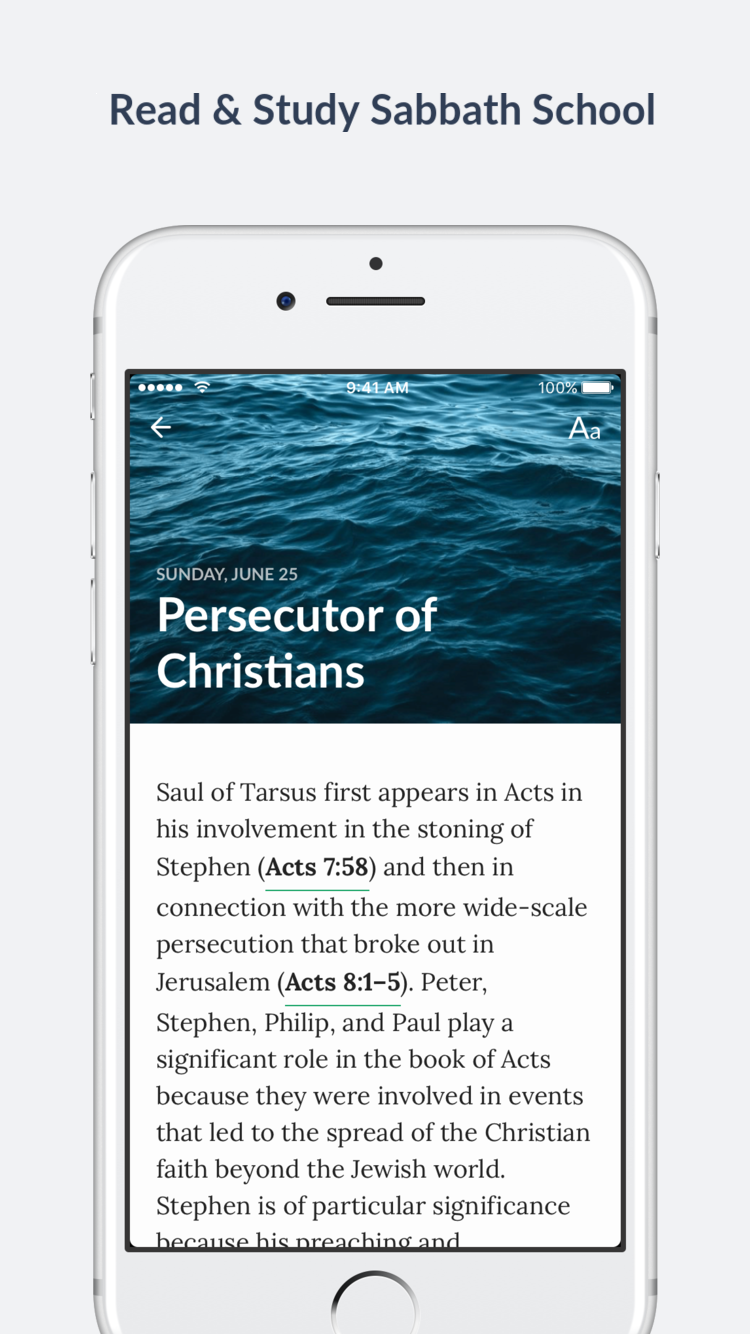 Read & Study Sabbath School
9:41 AM
100%
Aa
SUNDAY, JUNE 25
Persecutor of
Christians
Saul of Tarsus first appears in Acts in
his involvement in the stoning of
Stephen (Acts 7:58) and then in
connection with the more wide-scale
persecution that broke out in
Jerusalem (Acts 8:1–5). Peter,
Stephen, Philip, and Paul play a
significant role in the book of Acts
because they were involved in events
that led to the spread of the Christian
faith beyond the Jewish world.
Stephen is of particular significance
because his preaching and